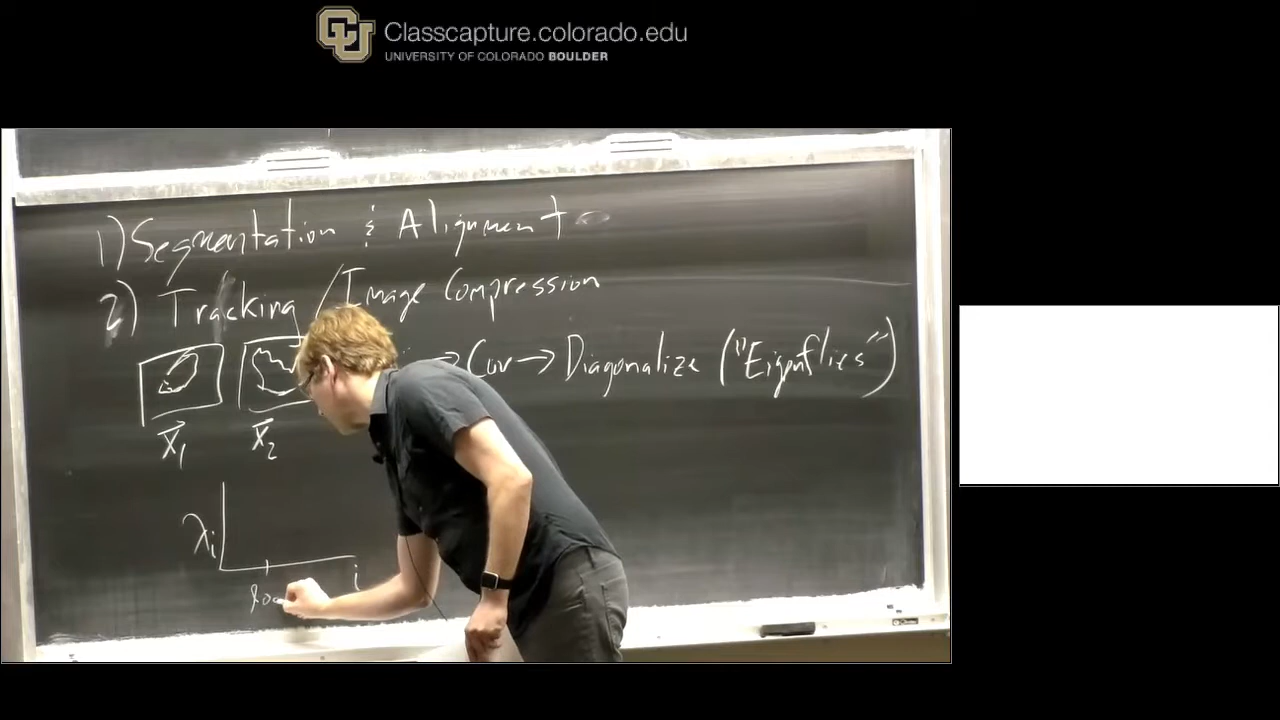 Classcapture.colorado.edu
UNIVERSITY OF COLORADO BOULDER
1) Segmentation & Alignment
2) Tracking / Image Compression
→ Cov → Diagonalize ("Eigenflies")
X⃗₁ X⃗₂
λᵢ
i